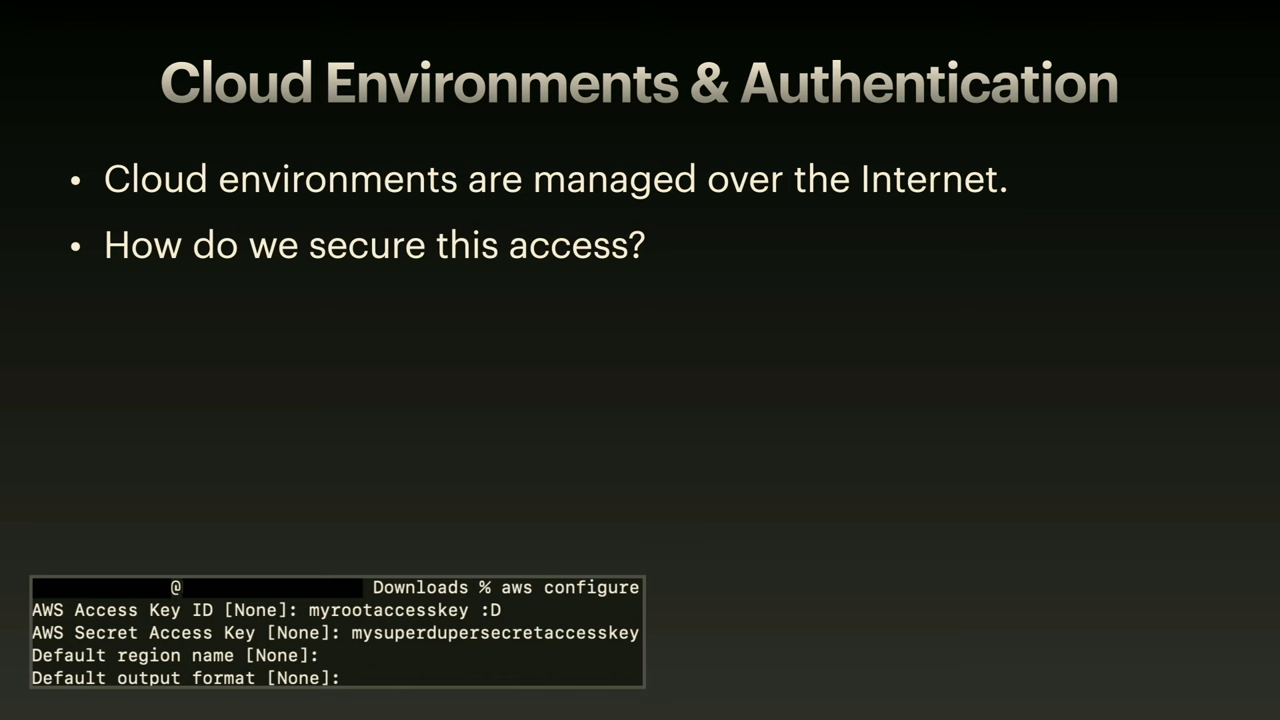 Cloud Environments & Authentication
• Cloud environments are managed over the Internet.
• How do we secure this access?
@ Downloads % aws configure
AWS Access Key ID [None]: myrootaccesskey :D
AWS Secret Access Key [None]: mysuperdupersecretaccesskey
Default region name [None]:
Default output format [None]: